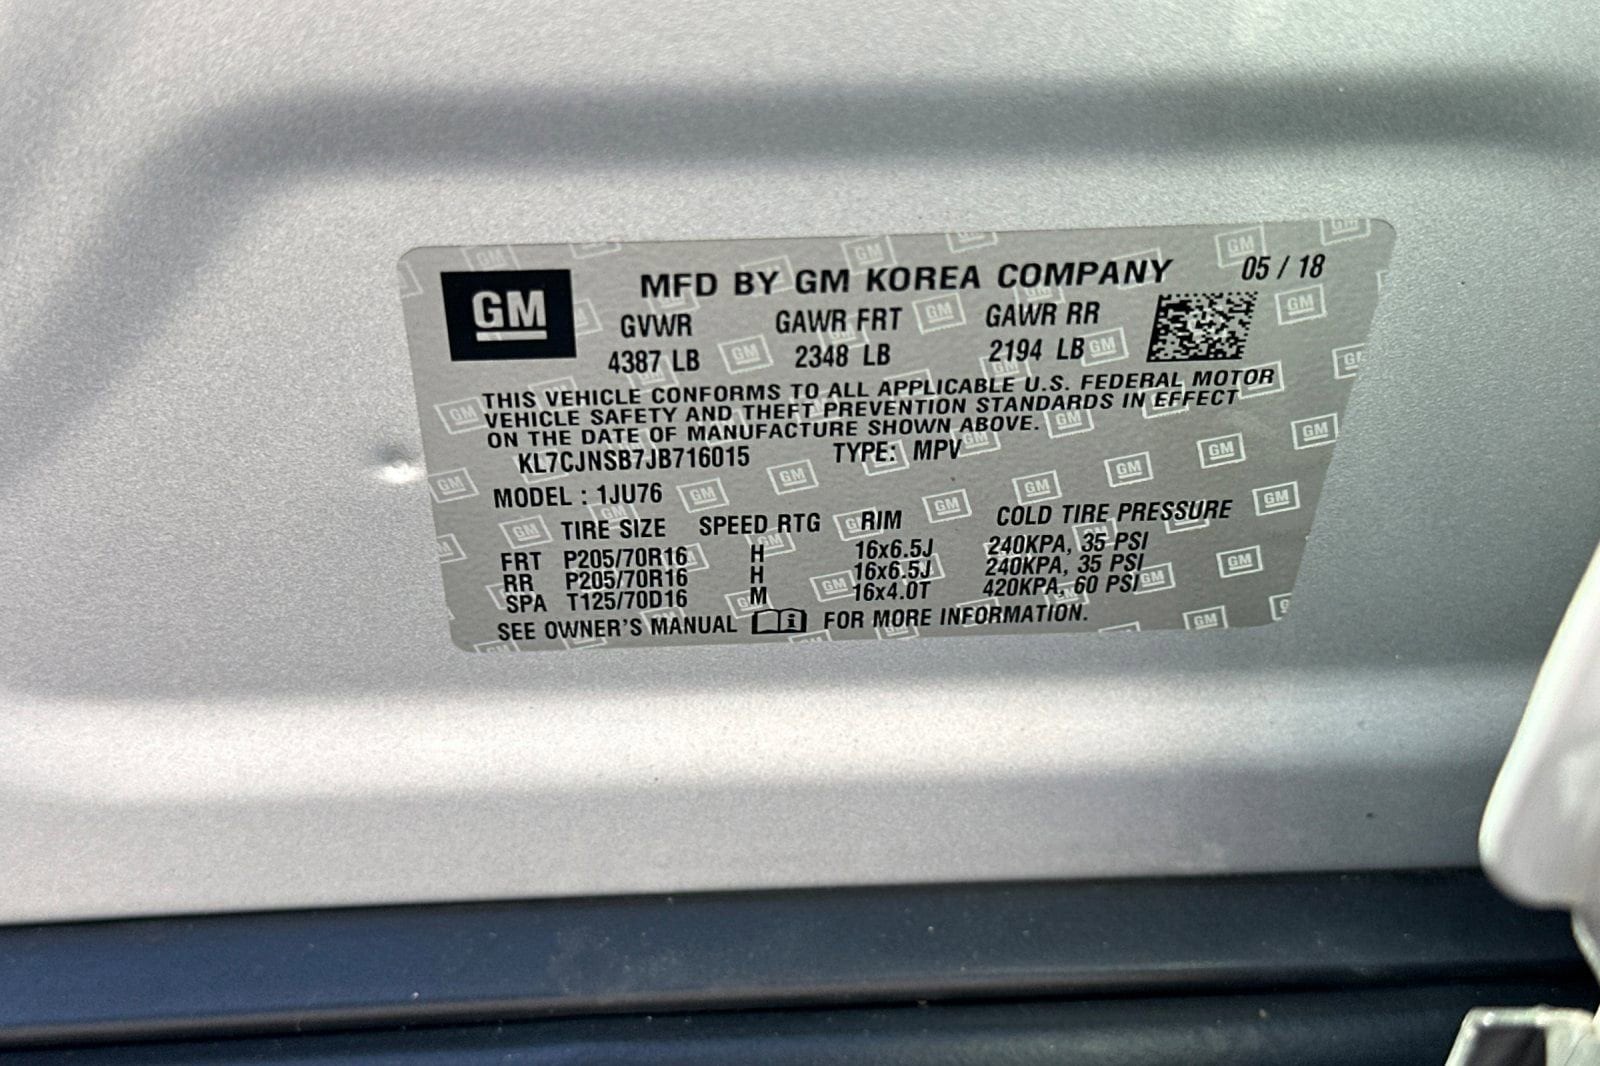 GM
MFD BY GM KOREA COMPANY 05 / 18
GVWR GAWR FRT GAWR RR
4387 LB 2348 LB 2194 LB
THIS VEHICLE CONFORMS TO ALL APPLICABLE U.S. FEDERAL MOTOR
VEHICLE SAFETY AND THEFT PREVENTION STANDARDS IN EFFECT
ON THE DATE OF MANUFACTURE SHOWN ABOVE.
KL7CJNSB7JB716015 TYPE: MPV
MODEL : 1JU76
TIRE SIZE SPEED RTG RIM COLD TIRE PRESSURE
FRT P205/70R16 H 16x6.5J 240KPA, 35 PSI
RR P205/70R16 H 16x6.5J 240KPA, 35 PSI
SPA T125/70D16 M 16x4.0T 420KPA, 60 PSI
SEE OWNER'S MANUAL FOR MORE INFORMATION.